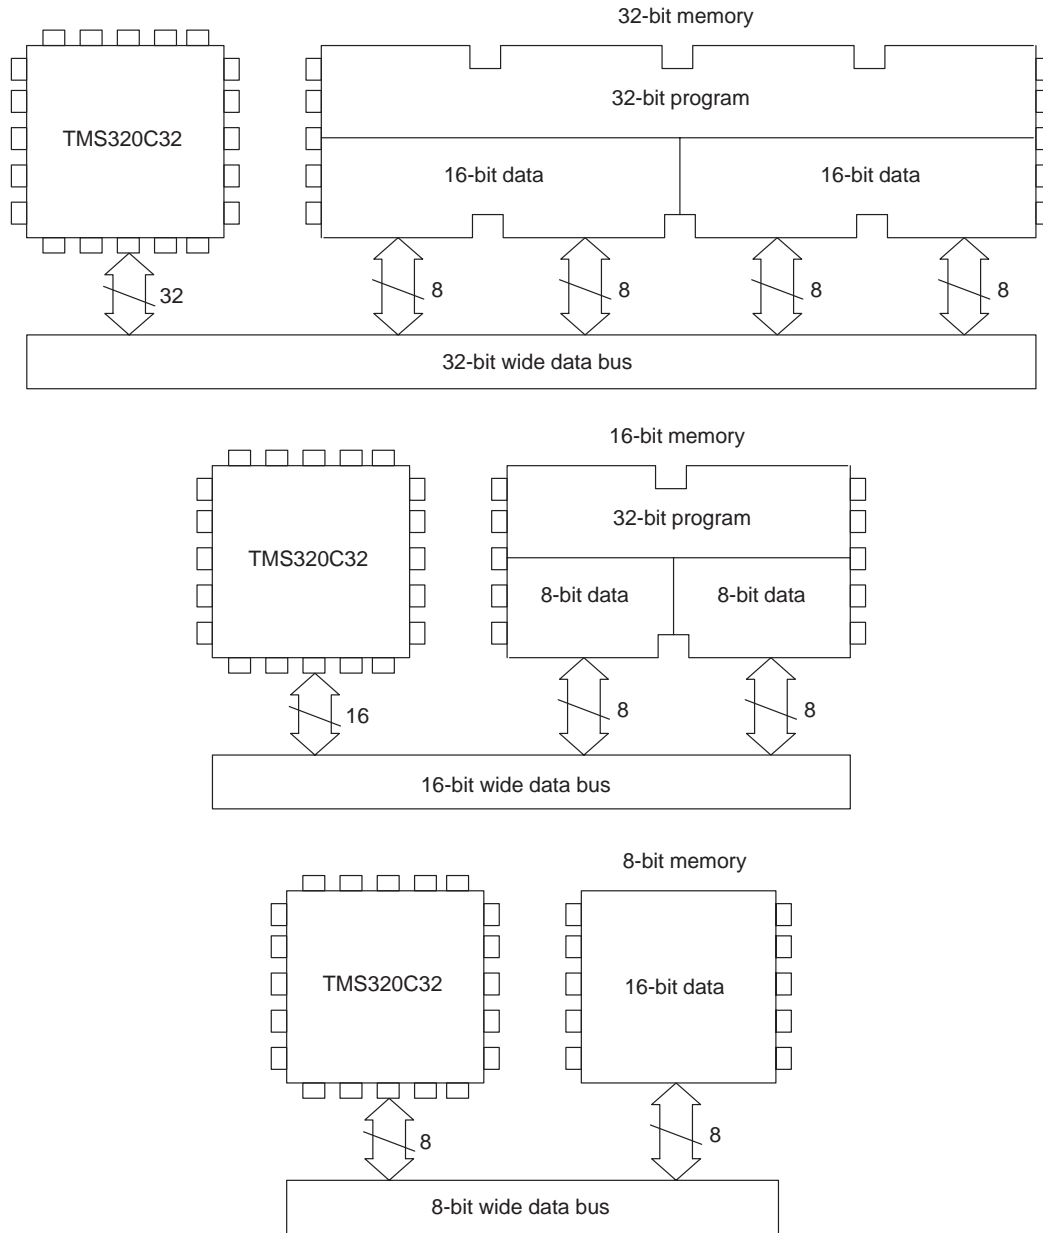 32-bit memory
TMS320C32
32-bit program
16-bit data
16-bit data
32
8
8
8
8
32-bit wide data bus
16-bit memory
TMS320C32
32-bit program
8-bit data
8-bit data
16
8
8
16-bit wide data bus
8-bit memory
TMS320C32
16-bit data
8
8
8-bit wide data bus